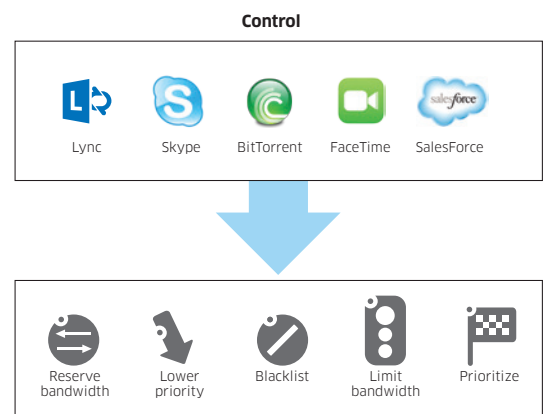 Control
L
S
salesforce
Lync Skype BitTorrent FaceTime SalesForce
Reserve bandwidth
Lower priority
Blacklist
Limit bandwidth
Prioritize